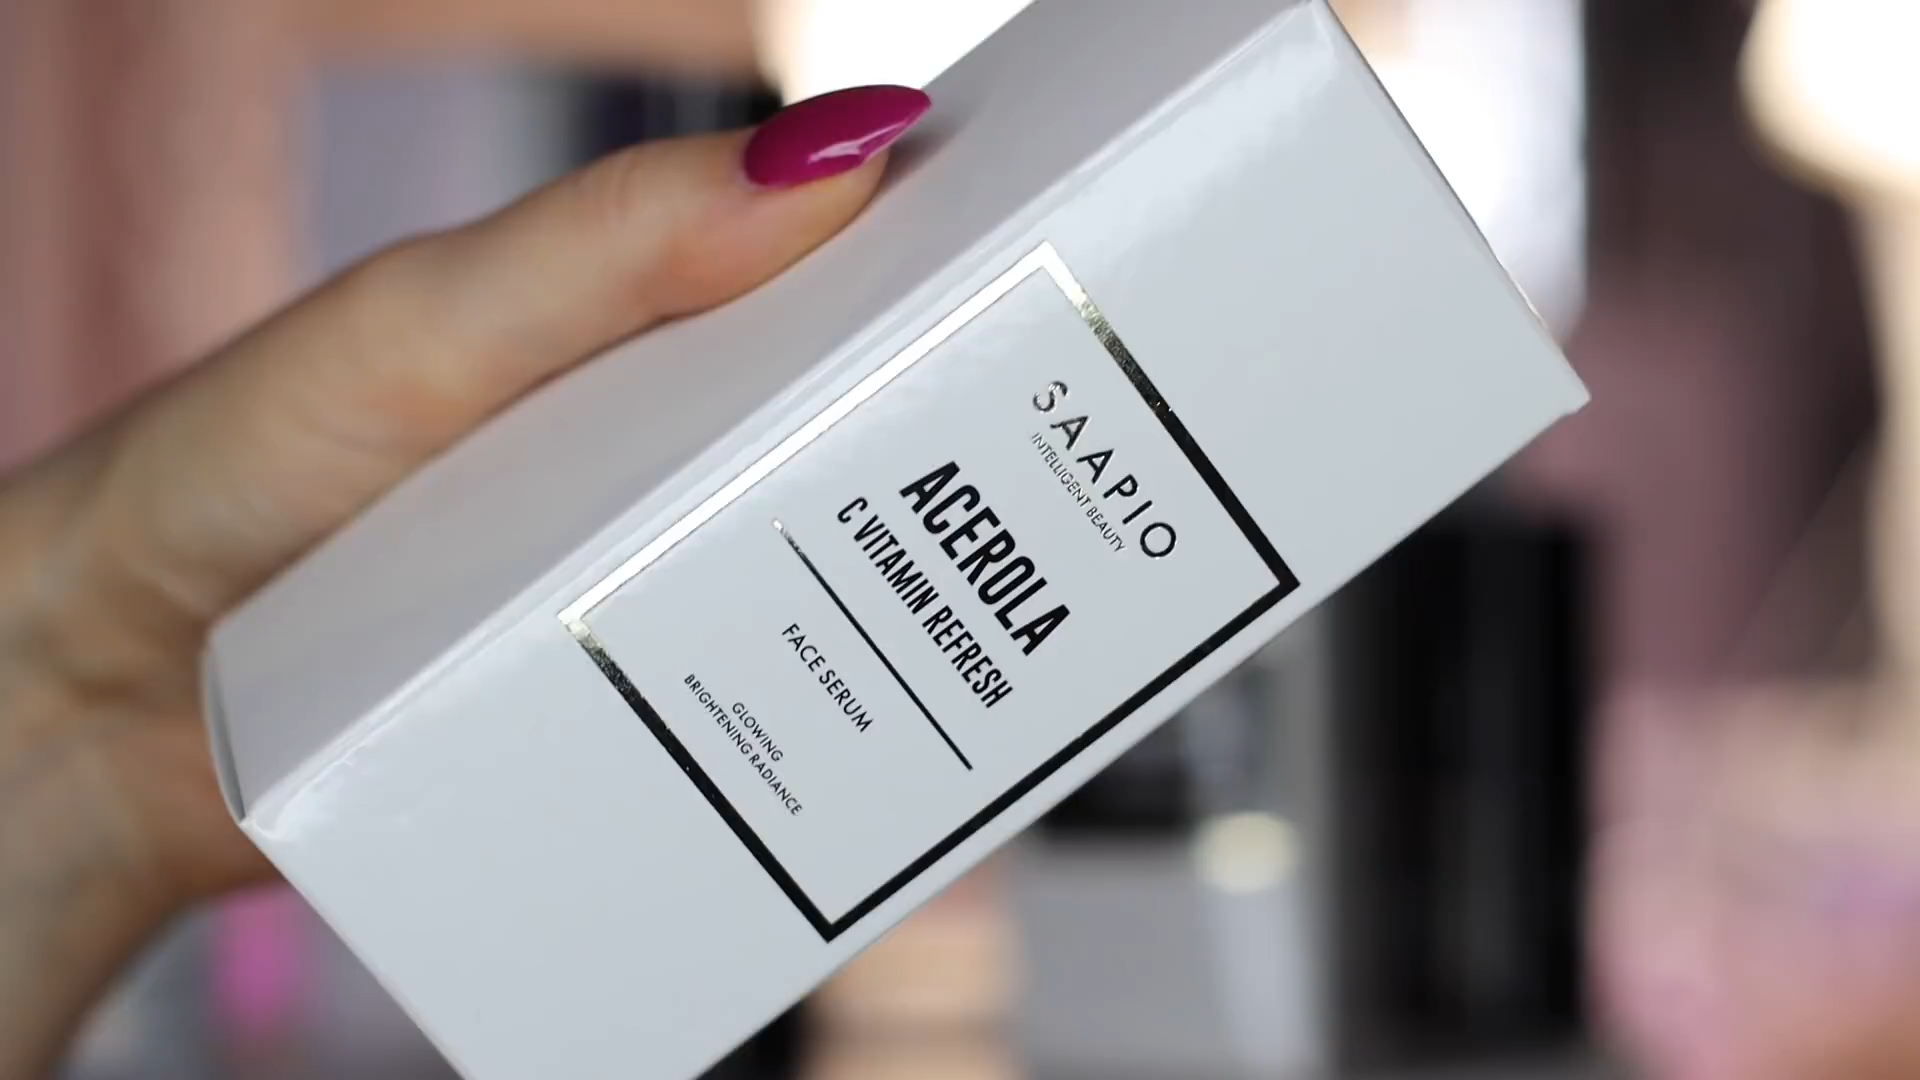 SAAPIO
INTELLIGENT BEAUTY
ACEROLA
C VITAMIN REFRESH
FACE SERUM
GLOWING
BRIGHTENING RADIANCE